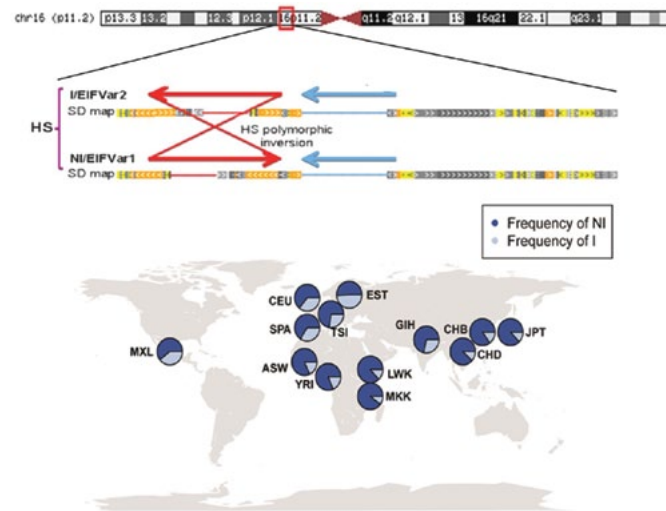 chr16 (p11.2) p13.3 13.2 12.3 p12.1 16p11.2 q11.2 q12.1 13 16q21 22.1 q23.1
I/EIFVar2
SD map
HS
HS polymorphic
inversion
NI/EIFVar1
SD map
Frequency of NI
Frequency of I
CEU
EST
SPA
TSI
GIH
CHB
JPT
MXL
CHD
ASW
LWK
YRI
MKK